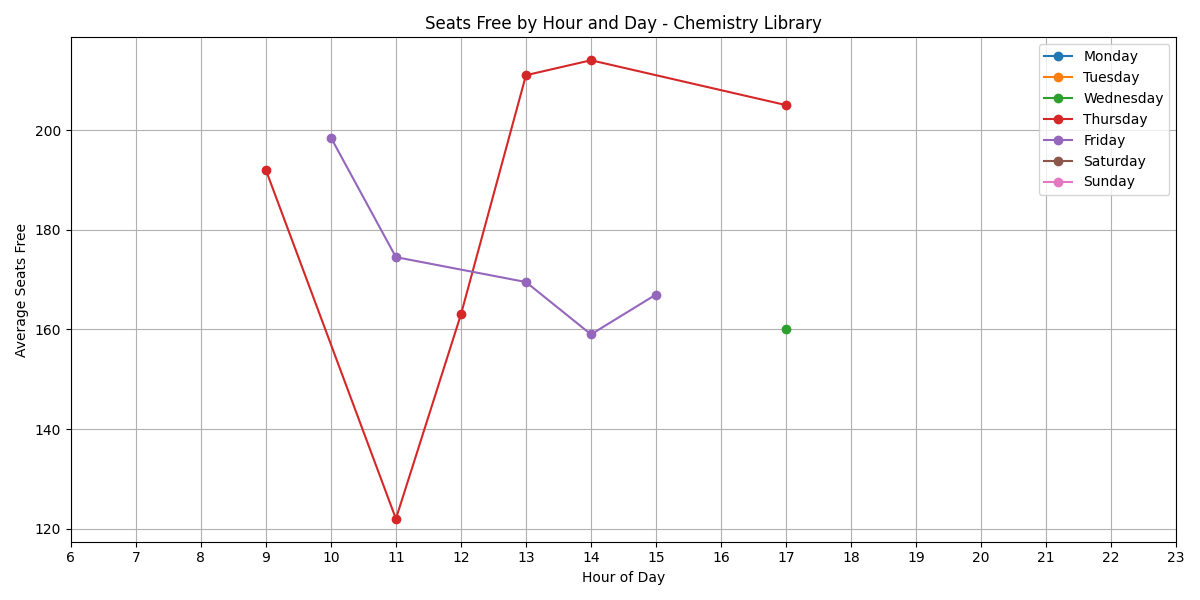 Seats Free by Hour and Day - Chemistry Library
Monday
Tuesday
Wednesday
Thursday
Friday
Saturday
Sunday
Average Seats Free
200
180
160
140
120
6 7 8 9 10 11 12 13 14 15 16 17 18 19 20 21 22 23
Hour of Day